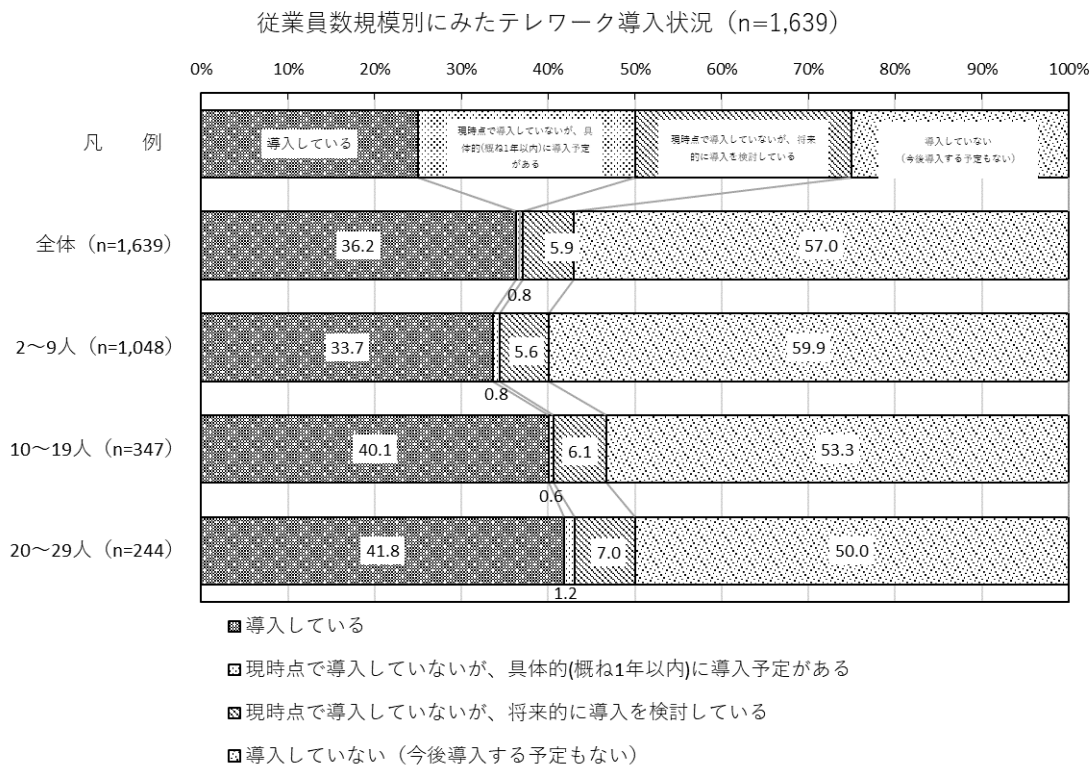 従業員数規模別にみたテレワーク導入状況（n=1,639）
0% 10% 20% 30% 40% 50% 60% 70% 80% 90% 100%
凡　例
導入している
現時点で導入していないが、具
体的(概ね1年以内)に導入予定
がある
現時点で導入していないが、将来
的に導入を検討している
導入していない
（今後導入する予定もない）
全体（n=1,639） 36.2 5.9 57.0
0.8
2～9人（n=1,048） 33.7 5.6 59.9
0.8
10～19人（n=347） 40.1 6.1 53.3
0.6
20～29人（n=244） 41.8 7.0 50.0
1.2
導入している
現時点で導入していないが、具体的(概ね1年以内)に導入予定がある
現時点で導入していないが、将来的に導入を検討している
導入していない（今後導入する予定もない）